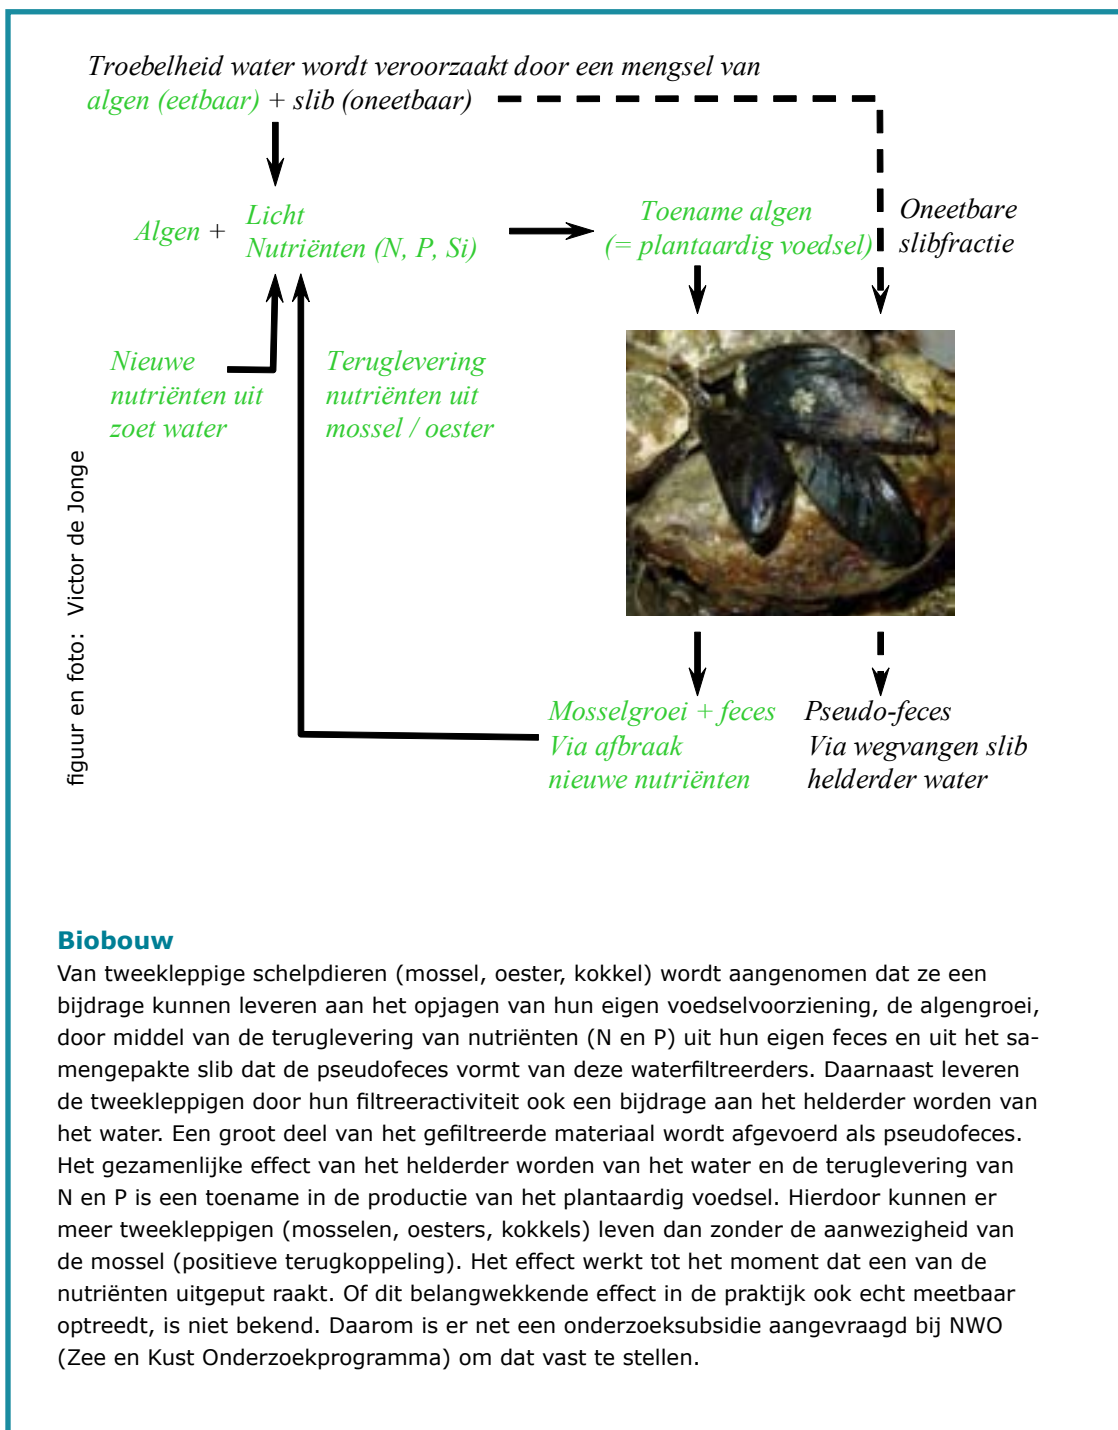 Troebelheid water wordt veroorzaakt door een mengsel van
algen (eetbaar) + slib (oneetbaar)
Algen +
Licht
Nutriënten (N, P, Si)
Toename algen
(= plantaardig voedsel)
Oneetbare
slibfractie
Nieuwe
nutriënten uit
zoet water
Teruglevering
nutriënten uit
mossel / oester
figuur en foto: Victor de Jonge
Mosselgroei + feces
Via afbraak
nieuwe nutriënten
Pseudo-feces
Via wegvangen slib
helderder water
Biobouw
Van tweekleppige schelpdieren (mossel, oester, kokkel) wordt aangenomen dat ze een
bijdrage kunnen leveren aan het opjagen van hun eigen voedselvoorziening, de algengroei,
door middel van de teruglevering van nutriënten (N en P) uit hun eigen feces en uit het sa-
mengepakte slib dat de pseudofeces vormt van deze waterfiltreerders. Daarnaast leveren
de tweekleppigen door hun filtreeractiviteit ook een bijdrage aan het helderder worden van
het water. Een groot deel van het gefiltreerde materiaal wordt afgevoerd als pseudofeces.
Het gezamenlijke effect van het helderder worden van het water en de teruglevering van
N en P is een toename in de productie van het plantaardig voedsel. Hierdoor kunnen er
meer tweekleppigen (mosselen, oesters, kokkels) leven dan zonder de aanwezigheid van
de mossel (positieve terugkoppeling). Het effect werkt tot het moment dat een van de
nutriënten uitgeput raakt. Of dit belangwekkende effect in de praktijk ook echt meetbaar
optreedt, is niet bekend. Daarom is er net een onderzoeksubsidie aangevraagd bij NWO
(Zee en Kust Onderzoekprogramma) om dat vast te stellen.